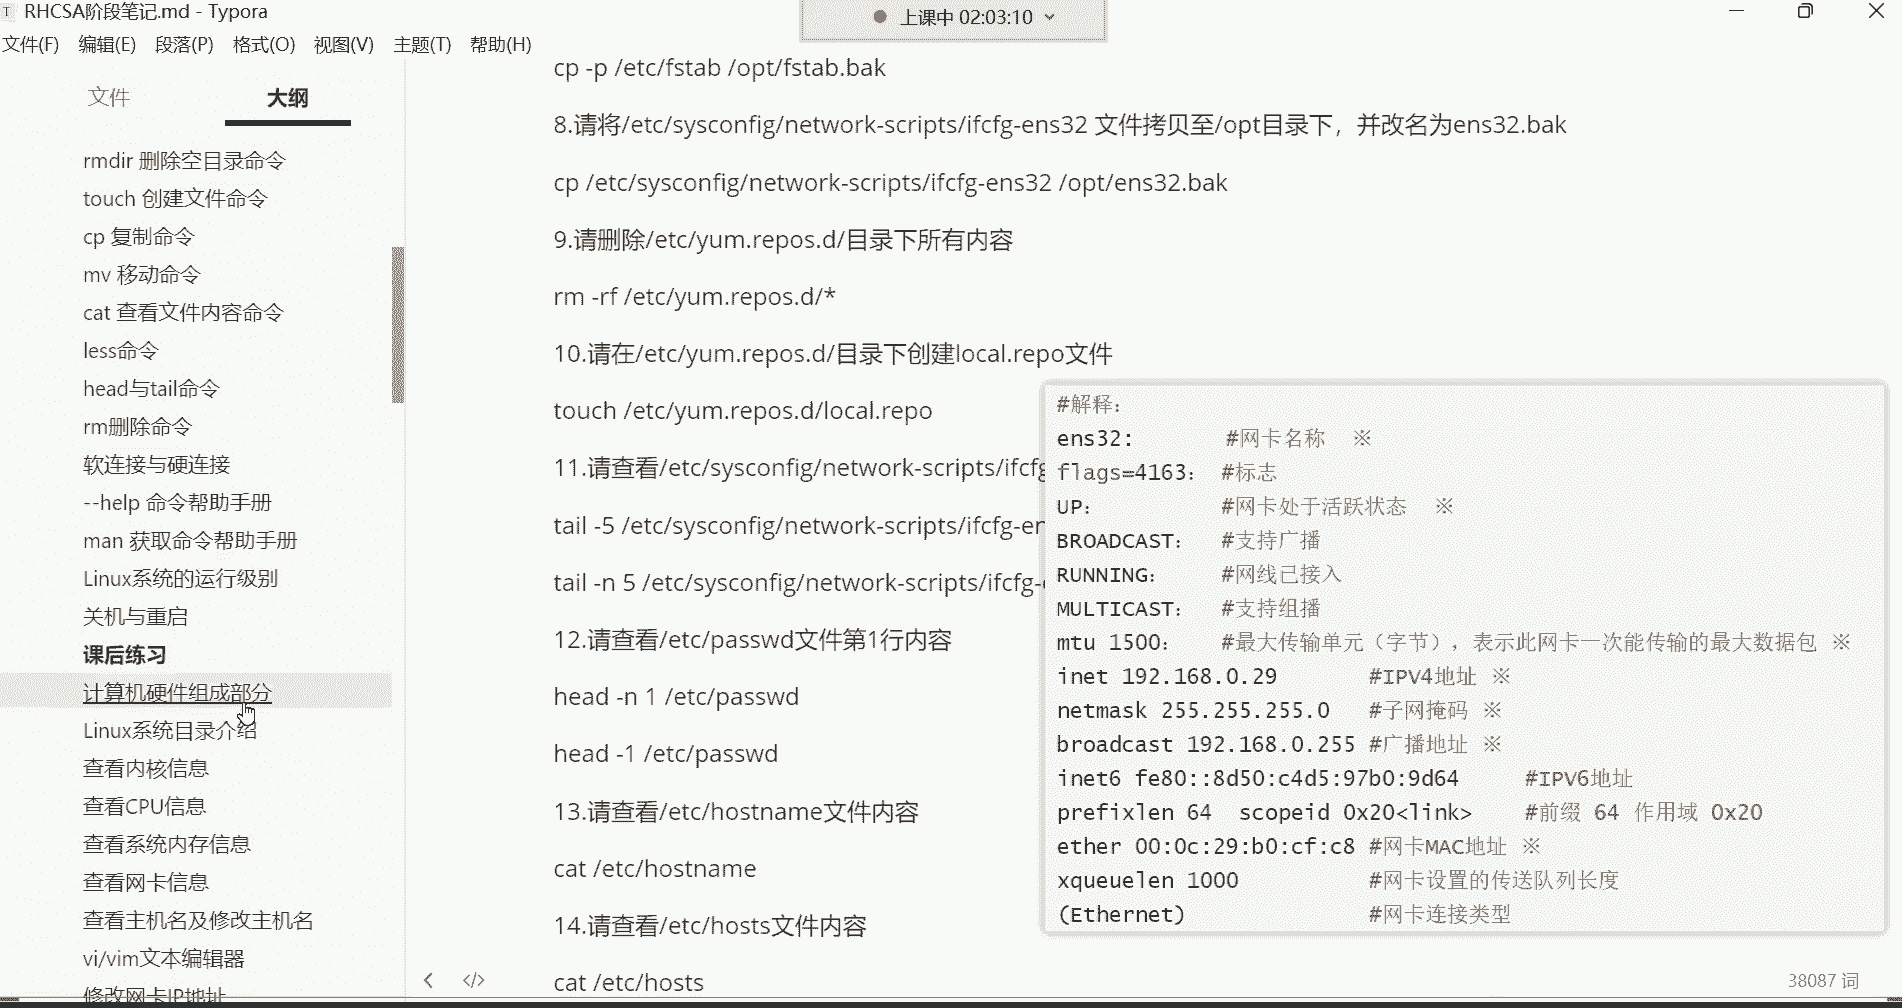 RHCSA阶段笔记.md - Typora
上课中 02:03:10
文件(F) 编辑(E) 段落(P) 格式(O) 视图(V) 主题(T) 帮助(H)
文件 大纲
rmdir 删除空目录命令
touch 创建文件命令
cp 复制命令
mv 移动命令
cat 查看文件内容命令
less命令
head与tail命令
rm删除命令
软连接与硬连接
--help 命令帮助手册
man 获取命令帮助手册
Linux系统的运行级别
关机与重启
课后练习
计算机硬件组成部分
Linux系统目录介绍
查看内核信息
查看CPU信息
查看系统内存信息
查看网卡信息
查看主机名及修改主机名
vi/vim文本编辑器
修改网卡IP地址
cp -p /etc/fstab /opt/fstab.bak
8.请将/etc/sysconfig/network-scripts/ifcfg-ens32 文件拷贝至/opt目录下，并改名为ens32.bak
cp /etc/sysconfig/network-scripts/ifcfg-ens32 /opt/ens32.bak
9.请删除/etc/yum.repos.d/目录下所有内容
rm -rf /etc/yum.repos.d/*
10.请在/etc/yum.repos.d/目录下创建local.repo文件
touch /etc/yum.repos.d/local.repo
11.请查看/etc/sysconfig/network-scripts/ifcfg
tail -5 /etc/sysconfig/network-scripts/ifcfg-en
tail -n 5 /etc/sysconfig/network-scripts/ifcfg-
12.请查看/etc/passwd文件第1行内容
head -n 1 /etc/passwd
head -1 /etc/passwd
13.请查看/etc/hostname文件内容
cat /etc/hostname
14.请查看/etc/hosts文件内容
cat /etc/hosts
#解释：
ens32: #网卡名称 ※
flags=4163： #标志
UP： #网卡处于活跃状态 ※
BROADCAST： #支持广播
RUNNING： #网线已接入
MULTICAST： #支持组播
mtu 1500： #最大传输单元（字节），表示此网卡一次能传输的最大数据包 ※
inet 192.168.0.29 #IPV4地址 ※
netmask 255.255.255.0 #子网掩码 ※
broadcast 192.168.0.255 #广播地址 ※
inet6 fe80::8d50:c4d5:97b0:9d64 #IPV6地址
prefixlen 64 scopeid 0x20<link> #前缀 64 作用域 0x20
ether 00:0c:29:b0:cf:c8 #网卡MAC地址 ※
xqueuelen 1000 #网卡设置的传送队列长度
(Ethernet) #网卡连接类型
38087 词